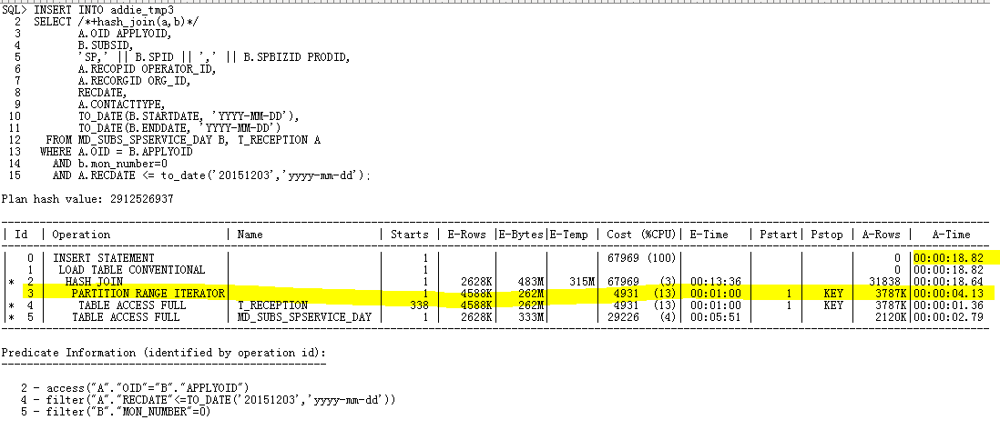 SQL> INSERT INTO addie_tmp3
2 SELECT /*+hash_join(a,b)*/
3 A.OID APPLYOID,
4 B.SUBSID,
5 'SP,' || B.SPID || ',' || B.SPBIZID PRODID,
6 A.RECOPID OPERATOR_ID,
7 A.RECORGID ORG_ID,
8 RECDATE,
9 A.CONTACTTYPE,
10 TO_DATE(B.STARTDATE, 'YYYY-MM-DD'),
11 TO_DATE(B.ENDDATE, 'YYYY-MM-DD')
12 FROM MD_SUBS_SPSERVICE_DAY B, T_RECEPTION A
13 WHERE A.OID = B.APPLYOID
14 AND b.mon_number=0
15 AND A.RECDATE <= to_date('20151203','yyyy-mm-dd');
Plan hash value: 2912526937
| Id | Operation | Name | Starts | E-Rows |E-Bytes|E-Temp | Cost (%CPU)| E-Time | Pstart| Pstop | A-Rows | A-Time
| 0 | INSERT STATEMENT | | 1 | | | | 67969 (100)| | | | 0 |00:00:18.82
| 1 | LOAD TABLE CONVENTIONAL | | 1 | | | | | | | | 0 |00:00:18.82
|* 2 | HASH JOIN | | 1 | 2628K| 483M| 315M| 67969 (3)| 00:13:36 | | | 31838 |00:00:18.64
| 3 | PARTITION RANGE ITERATOR | | 1 | 4588K| 262M| | 4931 (13)| 00:01:00 | 1 | KEY | 3787K|00:00:04.13
|* 4 | TABLE ACCESS FULL | T_RECEPTION | 338 | 4588K| 262M| | 4931 (13)| 00:01:00 | 1 | KEY | 3787K|00:00:01.36
|* 5 | TABLE ACCESS FULL | MD_SUBS_SPSERVICE_DAY | 1 | 2628K| 333M| | 29226 (4)| 00:05:51 | | | 2120K|00:00:02.79
Predicate Information (identified by operation id):
2 - access("A"."OID"="B"."APPLYOID")
4 - filter("A"."RECDATE"<=TO_DATE('20151203','yyyy-mm-dd'))
5 - filter("B"."MON_NUMBER"=0)